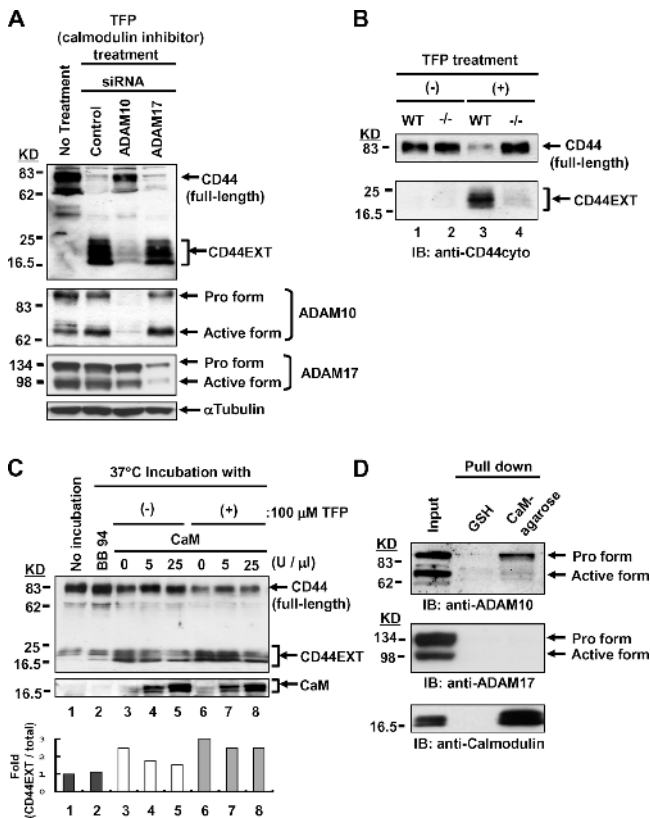 A
TFP
(calmodulin inhibitor)
treatment
siRNA
No Treatment
Control
ADAM10
ADAM17
KD
83
62
25
16.5
CD44
(full-length)
CD44EXT
83
62
Pro form
Active form
ADAM10
134
98
Pro form
Active form
ADAM17
αTubulin
B
TFP treatment
(-) (+)
WT -/- WT -/-
KD
83
CD44
(full-length)
25
16.5
CD44EXT
1 2 3 4
IB: anti-CD44cyto
C
37°C Incubation with
No incubation
BB 94
(-) (+) :100 μM TFP
CaM
0 5 25 0 5 25 (U / μl)
KD
83
62
25
16.5
CD44
(full-length)
CD44EXT
16.5
CaM
1 2 3 4 5 6 7 8
Fold
(CD44EXT / total)
3
2
1
0
1 2 3 4 5 6 7 8
D
Pull down
Input
GSH
CaM-
agarose
KD
83
62
Pro form
Active form
IB: anti-ADAM10
KD
134
98
Pro form
Active form
IB: anti-ADAM17
16.5
IB: anti-Calmodulin